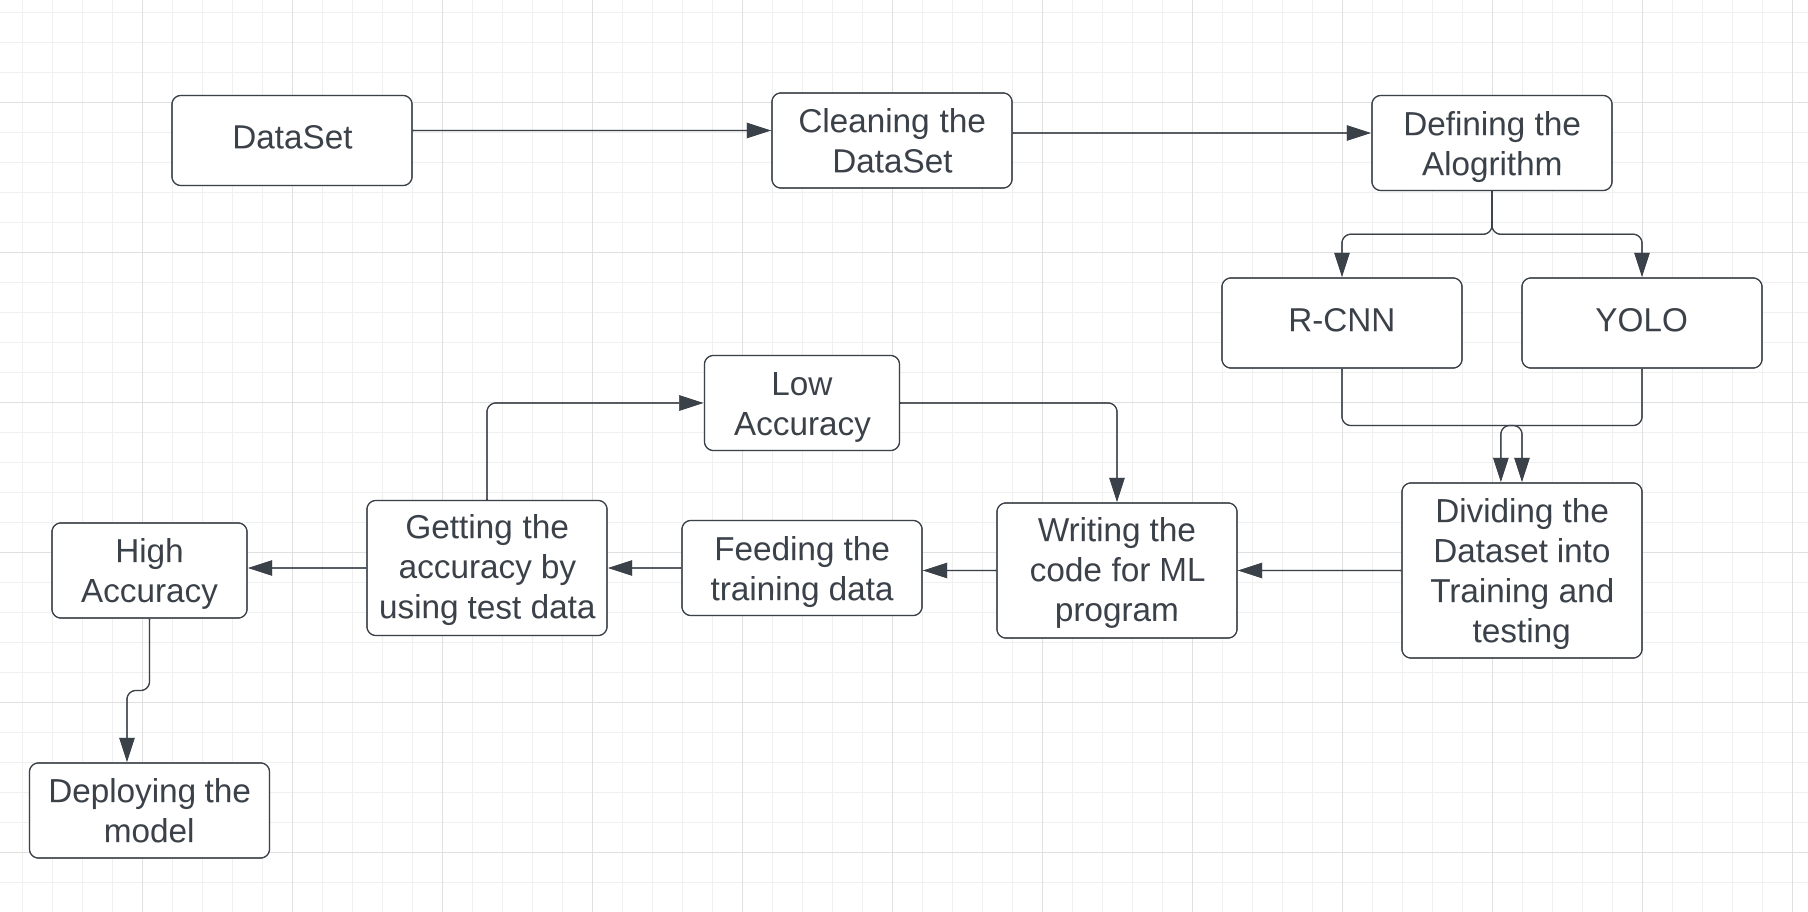 DataSet
Cleaning the
DataSet
Defining the
Alogrithm
R-CNN
YOLO
Low
Accuracy
Dividing the
Dataset into
Training and
testing
Writing the
code for ML
program
Feeding the
training data
Getting the
accuracy by
using test data
High
Accuracy
Deploying the
model